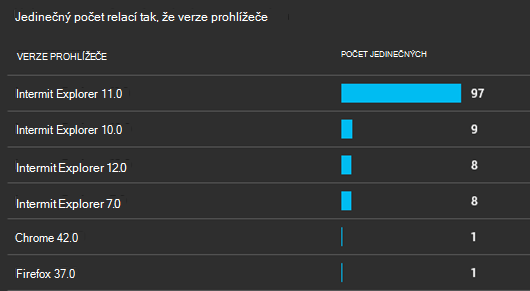 Jedinečný počet relací tak, že verze prohlížeče
VERZE PROHLÍŽEČE POČET JEDINEČNÝCH
Intermit Explorer 11.0 97
Intermit Explorer 10.0 9
Intermit Explorer 12.0 8
Intermit Explorer 7.0 8
Chrome 42.0 1
Firefox 37.0 1